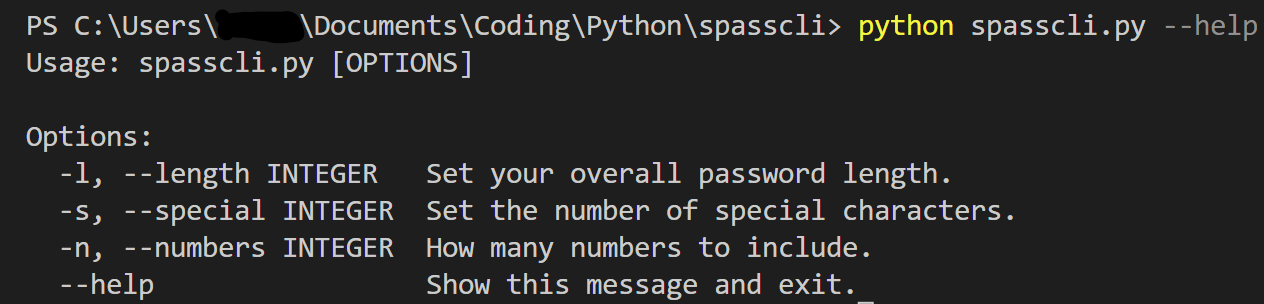 PS C:\Users\ \Documents\Coding\Python\spasscli> python spasscli.py --help
Usage: spasscli.py [OPTIONS]
Options:
-l, --length INTEGER Set your overall password length.
-s, --special INTEGER Set the number of special characters.
-n, --numbers INTEGER How many numbers to include.
--help Show this message and exit.